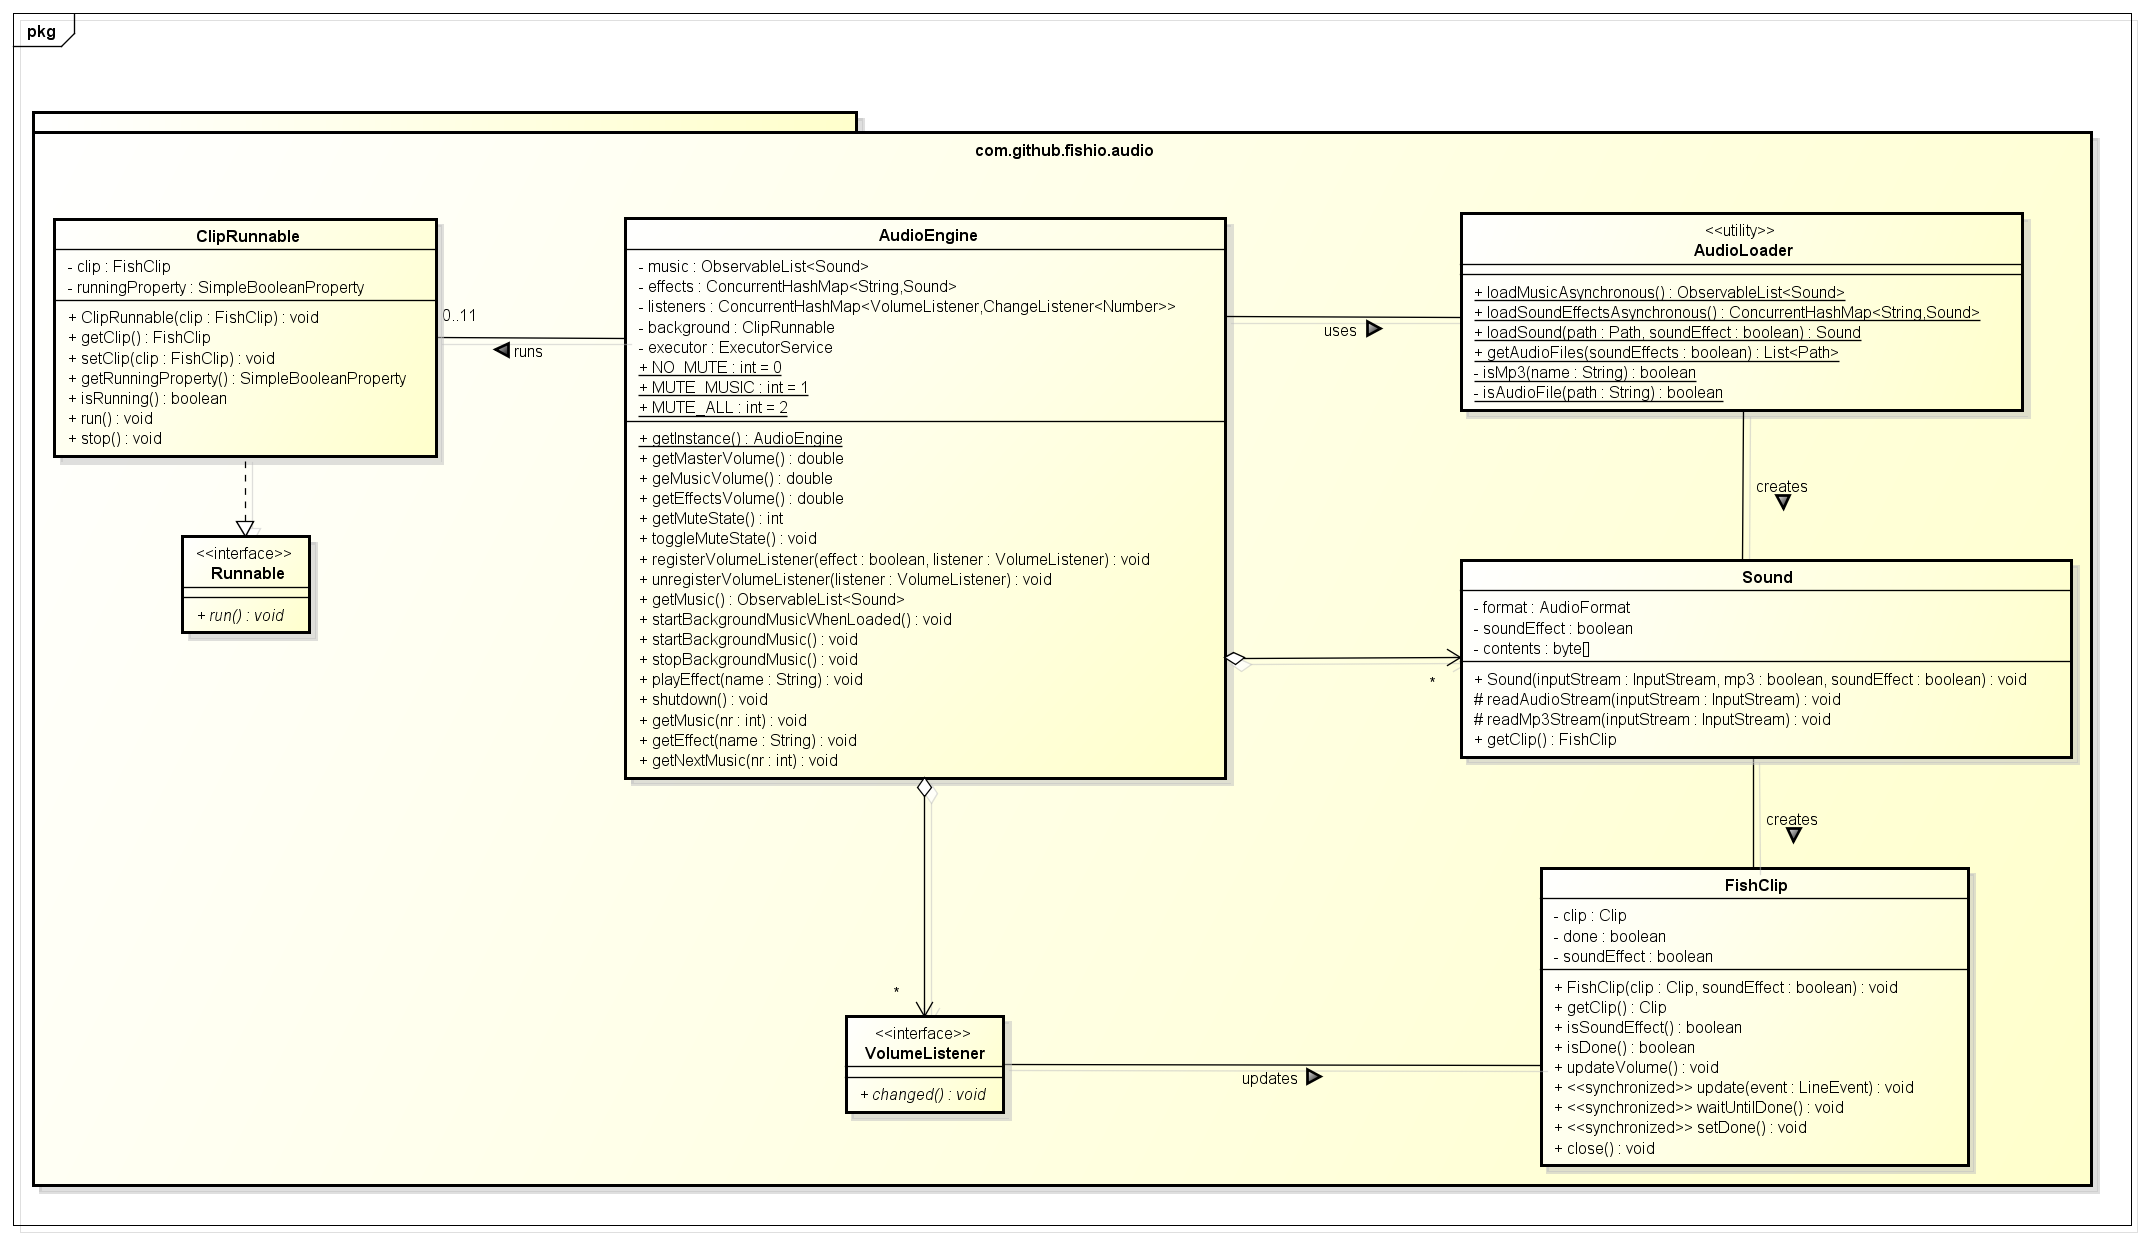 pkg
com.github.fishio.audio
ClipRunnable
- clip : FishClip
- runningProperty : SimpleBooleanProperty
+ ClipRunnable(clip : FishClip) : void
+ getClip() : FishClip
+ setClip(clip : FishClip) : void
+ getRunningProperty() : SimpleBooleanProperty
+ isRunning() : boolean
+ run() : void
+ stop() : void
0..11
runs
<<interface>>
Runnable
+ run() : void
AudioEngine
- music : ObservableList<Sound>
- effects : ConcurrentHashMap<String,Sound>
- listeners : ConcurrentHashMap<VolumeListener,ChangeListener<Number>>
- background : ClipRunnable
- executor : ExecutorService
+ NO_MUTE : int = 0
+ MUTE_MUSIC : int = 1
+ MUTE_ALL : int = 2
+ getInstance() : AudioEngine
+ getMasterVolume() : double
+ geMusicVolume() : double
+ getEffectsVolume() : double
+ getMuteState() : int
+ toggleMuteState() : void
+ registerVolumeListener(effect : boolean, listener : VolumeListener) : void
+ unregisterVolumeListener(listener : VolumeListener) : void
+ getMusic() : ObservableList<Sound>
+ startBackgroundMusicWhenLoaded() : void
+ startBackgroundMusic() : void
+ stopBackgroundMusic() : void
+ playEffect(name : String) : void
+ shutdown() : void
+ getMusic(nr : int) : void
+ getEffect(name : String) : void
+ getNextMusic(nr : int) : void
uses
<<utility>>
AudioLoader
+ loadMusicAsynchronous() : ObservableList<Sound>
+ loadSoundEffectsAsynchronous() : ConcurrentHashMap<String,Sound>
+ loadSound(path : Path, soundEffect : boolean) : Sound
+ getAudioFiles(soundEffects : boolean) : List<Path>
- isMp3(name : String) : boolean
- isAudioFile(path : String) : boolean
creates
*
Sound
- format : AudioFormat
- soundEffect : boolean
- contents : byte[]
+ Sound(inputStream : InputStream, mp3 : boolean, soundEffect : boolean) : void
# readAudioStream(inputStream : InputStream) : void
# readMp3Stream(inputStream : InputStream) : void
+ getClip() : FishClip
creates
*
<<interface>>
VolumeListener
+ changed() : void
updates
FishClip
- clip : Clip
- done : boolean
- soundEffect : boolean
+ FishClip(clip : Clip, soundEffect : boolean) : void
+ getClip() : Clip
+ isSoundEffect() : boolean
+ isDone() : boolean
+ updateVolume() : void
+ <<synchronized>> update(event : LineEvent) : void
+ <<synchronized>> waitUntilDone() : void
+ <<synchronized>> setDone() : void
+ close() : void